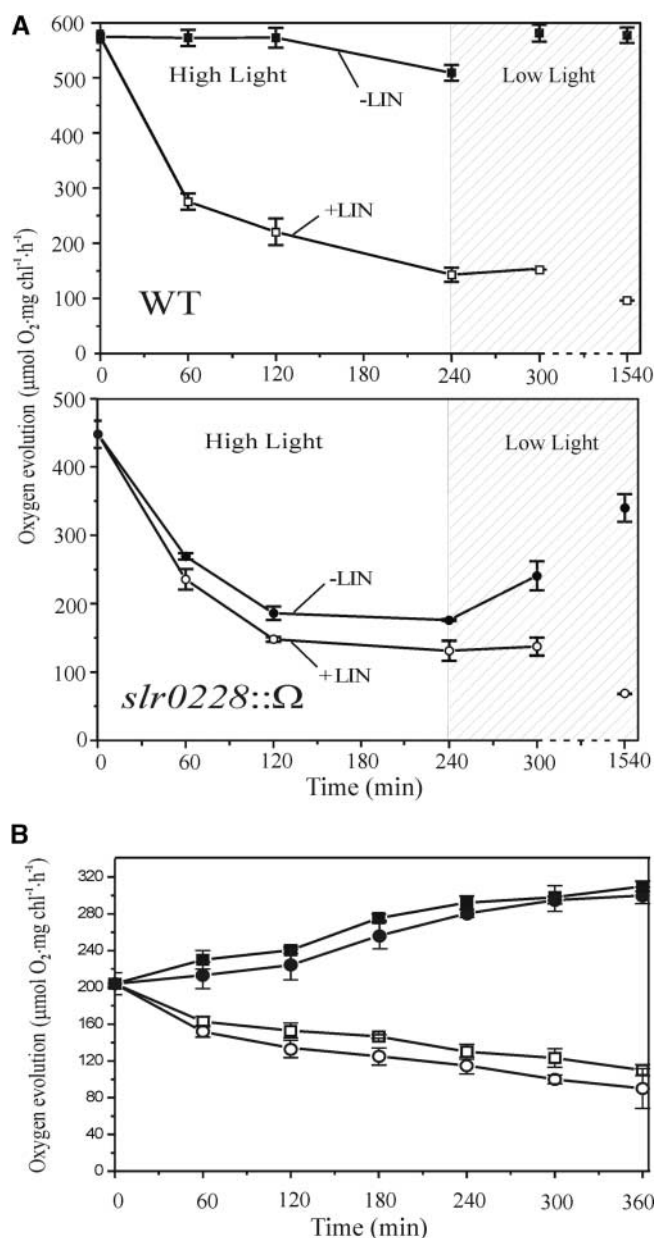 A
Oxygen evolution (μmol O₂·mg chl⁻¹·h⁻¹)
600
500
400
300
200
100
0
High Light
Low Light
-LIN
+LIN
WT
0 60 120 240 300 1540
500
400
300
200
100
0
High Light
Low Light
-LIN
+LIN
slr0228::Ω
0 60 120 240 300 1540
Time (min)
B
Oxygen evolution (μmol O₂·mg chl⁻¹·h⁻¹)
320
280
240
200
160
120
80
40
0
0 60 120 180 240 300 360
Time (min)